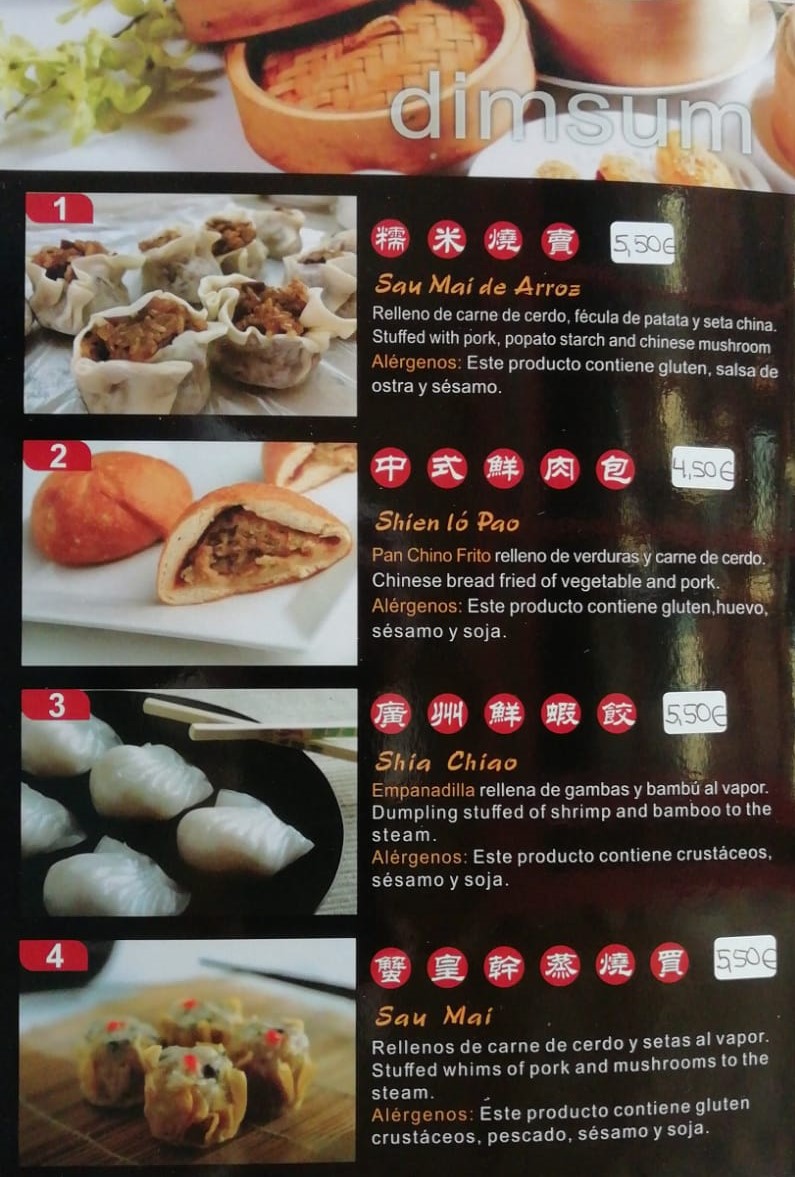 dimsum
1
糯米燒賣 5,50€
Sau Mai de Arroz
Relleno de carne de cerdo, fécula de patata y seta china.
Stuffed with pork, popato starch and chinese mushroom
Alérgenos: Este producto contiene gluten, salsa de
ostra y sésamo.
2
中式鮮肉包 4,50€
Shien ló Pao
Pan Chino Frito relleno de verduras y carne de cerdo.
Chinese bread fried of vegetable and pork.
Alérgenos: Este producto contiene gluten,huevo,
sésamo y soja.
3
廣州鮮蝦餃 5,50€
Shia Chiao
Empanadilla rellena de gambas y bambú al vapor.
Dumpling stuffed of shrimp and bamboo to the
steam.
Alérgenos: Este producto contiene crustáceos,
sésamo y soja.
4
蟹皇幹蒸燒買 5,50€
Sau Mai
Rellenos de carne de cerdo y setas al vapor.
Stuffed whims of pork and mushrooms to the
steam.
Alérgenos: Este producto contiene gluten
crustáceos, pescado, sésamo y soja.